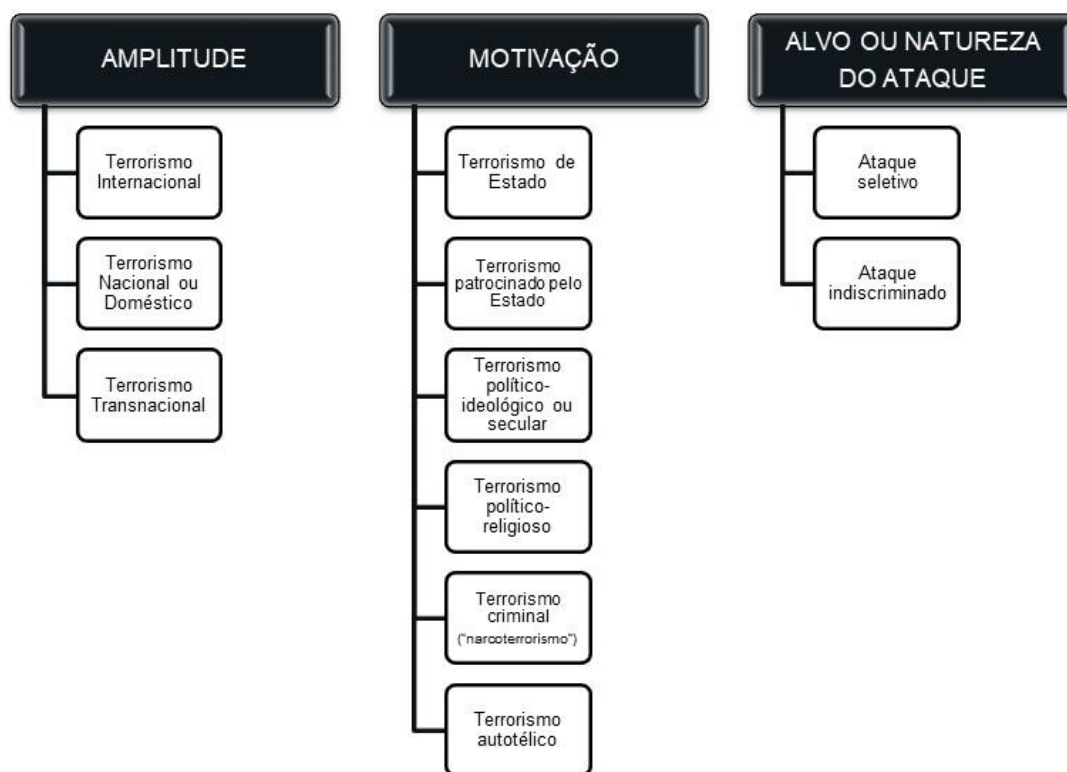 AMPLITUDE
Terrorismo
Internacional
Terrorismo
Nacional ou
Doméstico
Terrorismo
Transnacional
MOTIVAÇÃO
Terrorismo de
Estado
Terrorismo
patrocinado pelo
Estado
Terrorismo
político-
ideológico ou
secular
Terrorismo
político-
religioso
Terrorismo
criminal
("narcoterrorismo")
Terrorismo
autotélico
ALVO OU NATUREZA
DO ATAQUE
Ataque
seletivo
Ataque
indiscriminado